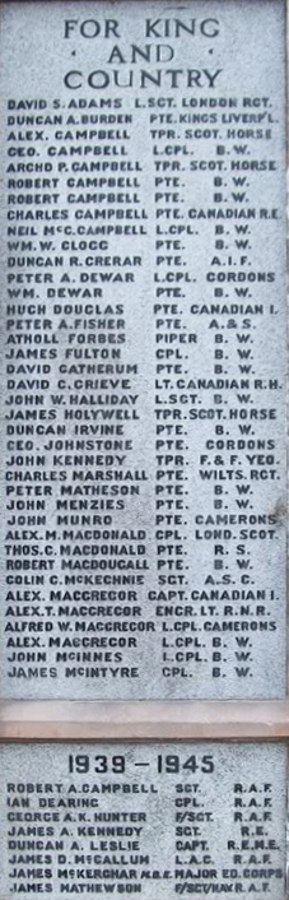 FOR KING
· AND ·
COUNTRY
DAVID S. ADAMS L.SGT. LONDON RGT.
DUNCAN A. BURDEN PTE. KINGS LIVERP'L.
ALEX. CAMPBELL TPR. SCOT. HORSE
GEO. CAMPBELL L.CPL. B. W.
ARCHD P. CAMPBELL TPR. SCOT. HORSE
ROBERT CAMPBELL PTE. B. W.
ROBERT CAMPBELL PTE. B. W.
CHARLES CAMPBELL PTE. CANADIAN R.E.
NEIL MCC. CAMPBELL L.CPL. B. W.
WM. W. CLOGG PTE. B. W.
DUNCAN R. CRERAR PTE. A.I.F.
PETER A. DEWAR L.CPL. GORDONS
WM. DEWAR PTE. B. W.
HUGH DOUGLAS PTE. CANADIAN I.
PETER A. FISHER PTE. A. & S.
ATHOLL FORBES PIPER B. W.
JAMES FULTON CPL. B. W.
DAVID GATHERUM PTE. B. W.
DAVID C. GRIEVE LT. CANADIAN R.H.
JOHN W. HALLIDAY L.SGT. B. W.
JAMES HOLYWELL TPR. SCOT. HORSE
DUNCAN IRVINE PTE. B. W.
GEO. JOHNSTONE PTE. GORDONS
JOHN KENNEDY TPR. F. & F. YEO.
CHARLES MARSHALL PTE. WILTS. RGT.
PETER MATHESON PTE. B. W.
JOHN MENZIES PTE. B. W.
JOHN MUNRO PTE. CAMERONS
ALEX. M. MACDONALD CPL. LOND. SCOT.
THOS. C. MACDONALD PTE. R. S.
ROBERT MACDOUGALL PTE. B. W.
COLIN C. MCKECHNIE SGT. A. S. C.
ALEX. MACGREGOR CAPT. CANADIAN I.
ALEX. T. MACGREGOR ENGR. LT. R.N.R.
ALFRED W. MACGREGOR L.CPL. CAMERONS
ALEX. MACGREGOR L.CPL. B. W.
JOHN MCINNES L.CPL. B. W.
JAMES MCINTYRE CPL. B. W.
1939 – 1945
ROBERT A. CAMPBELL SGT. R.A.F.
IAN DEARING CPL. R.A.F.
GEORGE A. K. HUNTER F/SGT. R.A.F.
JAMES A. KENNEDY SGT. R.E.
DUNCAN A. LESLIE CAPT. R.E.M.E.
JAMES D. MCCALLUM L.A.C. R.A.F.
JAMES MCKERCHAR M.B.E. MAJOR ED. CORPS
JAMES MATHEWSON F/SGT/NAV. R.A.F.